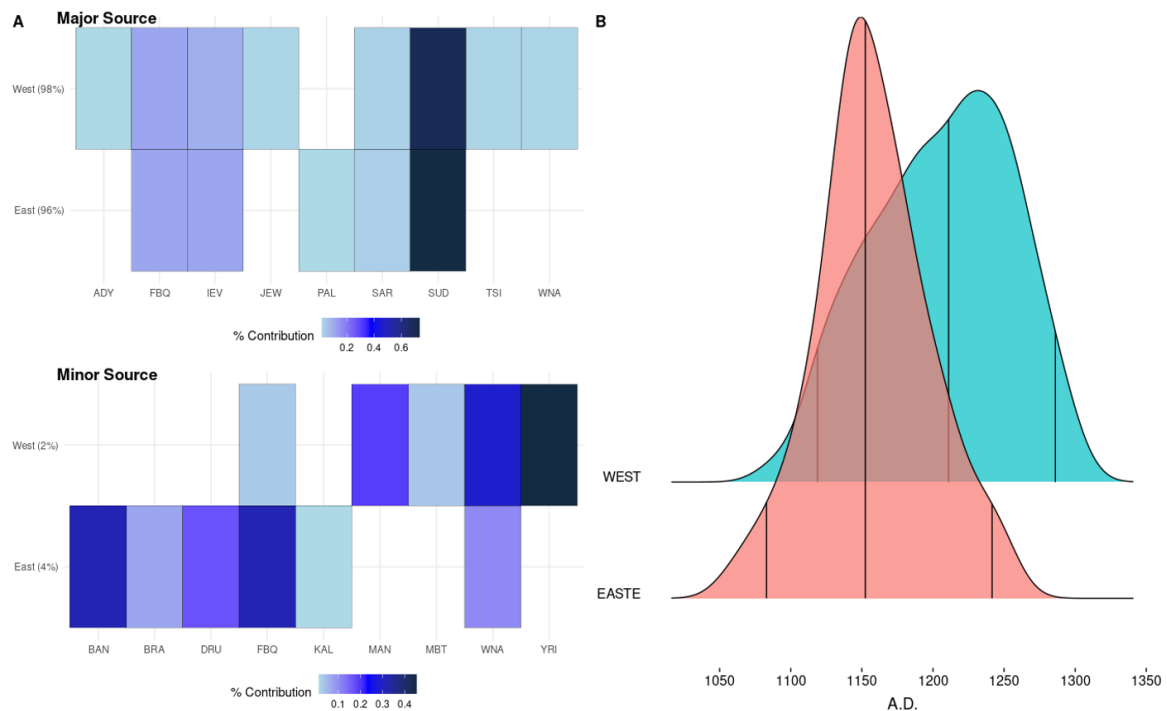 A
Major Source
West (98%)
East (96%)
ADY FBQ IEV JEW PAL SAR SUD TSI WNA
% Contribution
0.2 0.4 0.6
Minor Source
West (2%)
East (4%)
BAN BRA DRU FBQ KAL MAN MBT WNA YRI
% Contribution
0.1 0.2 0.3 0.4
B
WEST
EASTE
1050 1100 1150 1200 1250 1300 1350
A.D.